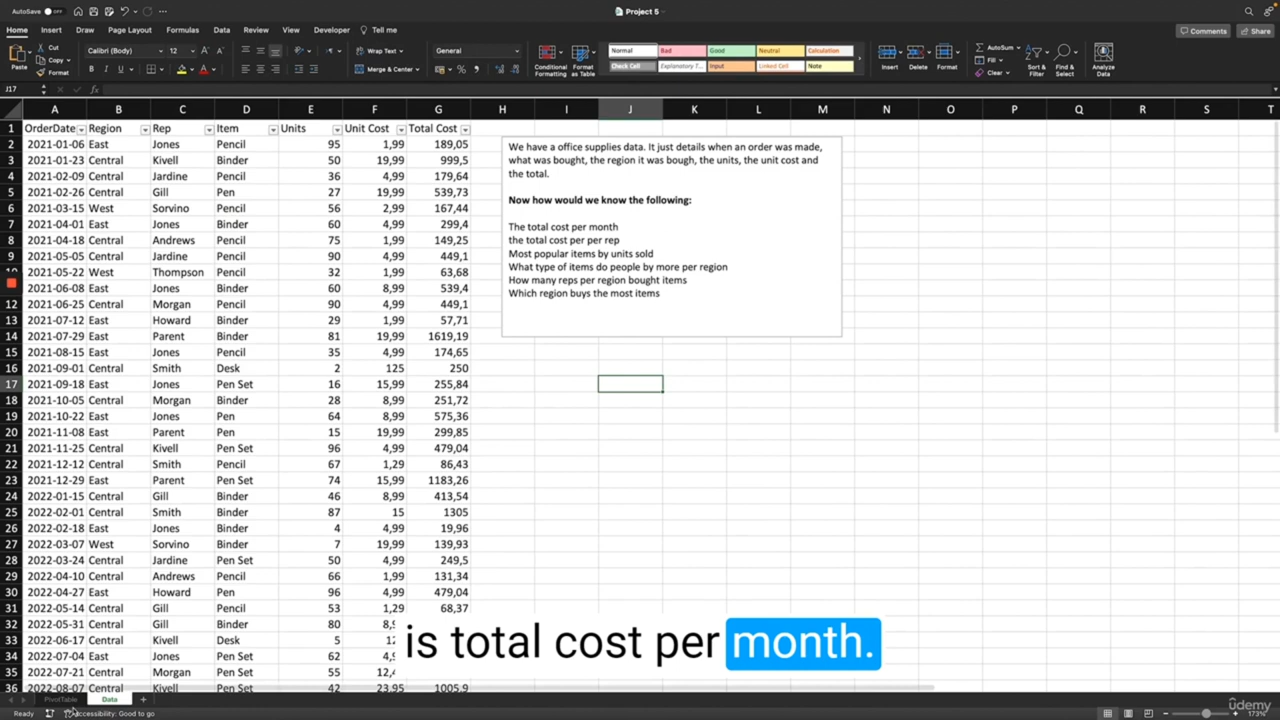 AutoSave OFF
Project 5
Home Insert Draw Page Layout Formulas Data Review View Developer Tell me
Comments Share
Paste Cut Copy Format
Calibri (Body) 12
Wrap Text
Merge & Center
General
Conditional Formatting
Format as Table
Normal Bad Good Neutral Calculation
Check Cell Explanatory T... Input Linked Cell Note
Insert Delete Format
AutoSum Fill Clear
Sort & Filter
Find & Select
Analyze Data
J17 fx
A B C D E F G H I J K L M N O P Q R S T
1 OrderDate Region Rep Item Units Unit Cost Total Cost
2 2021-01-06 East Jones Pencil 95 1,99 189,05
3 2021-01-23 Central Kivell Binder 50 19,99 999,5
4 2021-02-09 Central Jardine Pencil 36 4,99 179,64
5 2021-02-26 Central Gill Pen 27 19,99 539,73
6 2021-03-15 West Sorvino Pencil 56 2,99 167,44
7 2021-04-01 East Jones Binder 60 4,99 299,4
8 2021-04-18 Central Andrews Pencil 75 1,99 149,25
9 2021-05-05 Central Jardine Pencil 90 4,99 449,1
2021-05-22 West Thompson Pencil 32 1,99 63,68
2021-06-08 East Jones Binder 60 8,99 539,4
12 2021-06-25 Central Morgan Pencil 90 4,99 449,1
13 2021-07-12 East Howard Binder 29 1,99 57,71
14 2021-07-29 East Parent Binder 81 19,99 1619,19
15 2021-08-15 East Jones Pencil 35 4,99 174,65
16 2021-09-01 Central Smith Desk 2 125 250
17 2021-09-18 East Jones Pen Set 16 15,99 255,84
18 2021-10-05 Central Morgan Binder 28 8,99 251,72
19 2021-10-22 East Jones Pen 64 8,99 575,36
20 2021-11-08 East Parent Pen 15 19,99 299,85
21 2021-11-25 Central Kivell Pen Set 96 4,99 479,04
22 2021-12-12 Central Smith Pencil 67 1,29 86,43
23 2021-12-29 East Parent Pen Set 74 15,99 1183,26
24 2022-01-15 Central Gill Binder 46 8,99 413,54
25 2022-02-01 Central Smith Binder 87 15 1305
26 2022-02-18 East Jones Binder 4 4,99 19,96
27 2022-03-07 West Sorvino Binder 7 19,99 139,93
28 2022-03-24 Central Jardine Pen Set 50 4,99 249,5
29 2022-04-10 Central Andrews Pencil 66 1,99 131,34
30 2022-04-27 East Howard Pen 96 4,99 479,04
31 2022-05-14 Central Gill Pencil 53 1,29 68,37
32 2022-05-31 Central Gill Binder 80
33 2022-06-17 Central Kivell Desk 5
34 2022-07-04 East Jones Pen Set 62
35 2022-07-21 Central Morgan Pen Set 55
36 2022-08-07 Central Kivell Pen Set 42 23,95 1005,9
We have a office supplies data. It just details when an order was made,
what was bought, the region it was bough, the units, the unit cost and
the total.
Now how would we know the following:
The total cost per month
the total cost per per rep
Most popular items by units sold
What type of items do people by more per region
How many reps per region bought items
Which region buys the most items
is total cost per month.
PivotTable Data
Ready Accessibility: Good to go
udemy
173%